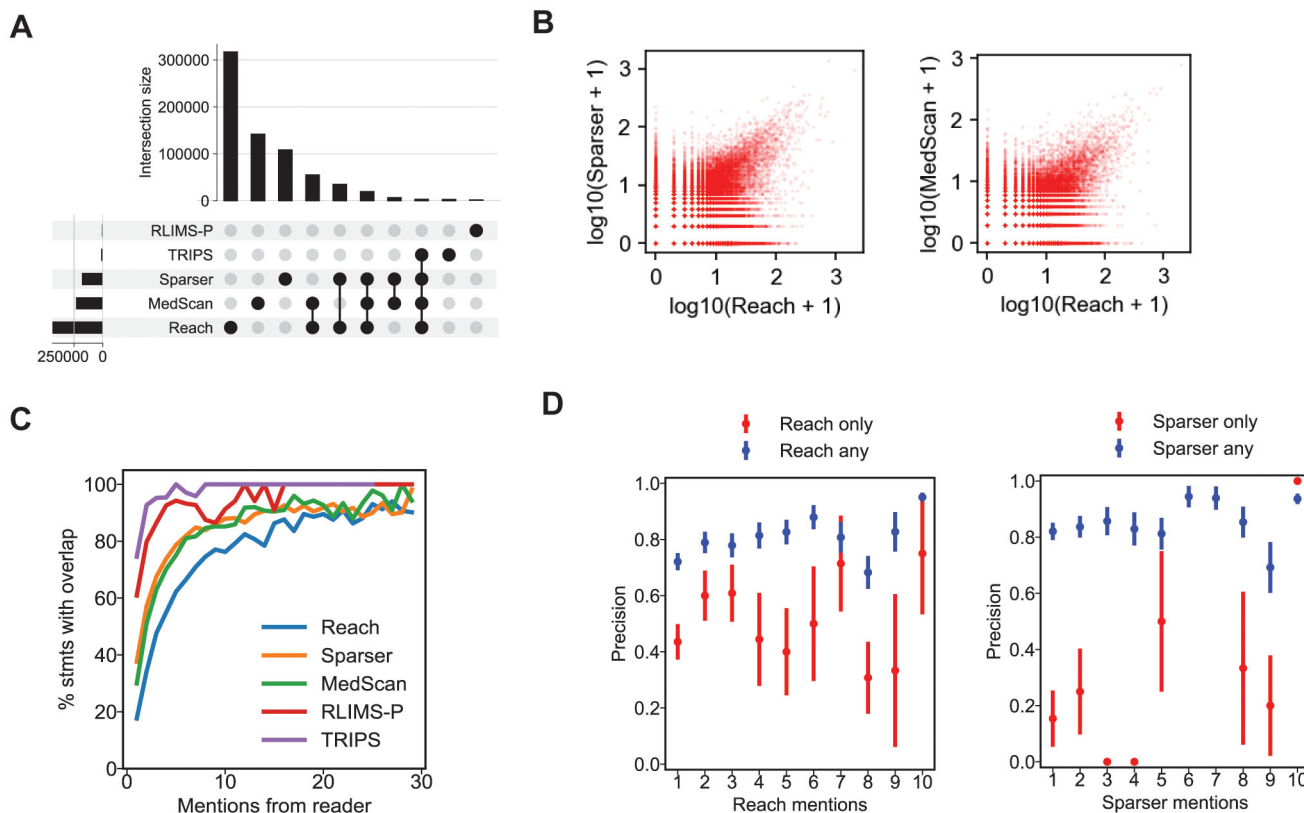 A
Intersection size
300000
200000
100000
0
RLIMS-P
TRIPS
Sparser
MedScan
Reach
250000 0
B
log10(Sparser + 1)
3
2
1
0
0 1 2 3
log10(Reach + 1)
log10(MedScan + 1)
3
2
1
0
0 1 2 3
log10(Reach + 1)
C
% stmts with overlap
100
80
60
40
20
0
Reach
Sparser
MedScan
RLIMS-P
TRIPS
0 10 20 30
Mentions from reader
D
Reach only
Reach any
Precision
1.0
0.8
0.6
0.4
0.2
0.0
1 2 3 4 5 6 7 8 9 10
Reach mentions
Sparser only
Sparser any
Precision
1.0
0.8
0.6
0.4
0.2
0.0
1 2 3 4 5 6 7 8 9 10
Sparser mentions